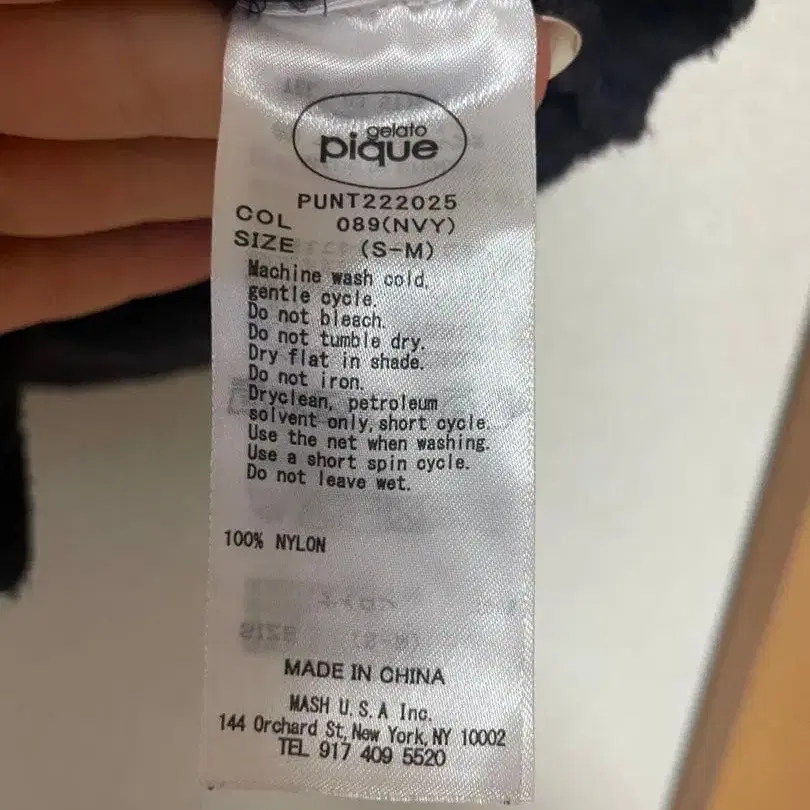 gelato
pique
PUNT222025
COL 089(NVY)
SIZE (S-M)
Machine wash cold,
gentle cycle.
Do not bleach.
Do not tumble dry.
Dry flat in shade.
Do not iron.
Dryclean, petroleum
solvent only, short cycle.
Use the net when washing.
Use a short spin cycle.
Do not leave wet.
100% NYLON
MADE IN CHINA
MASH U.S.A Inc.
144 Orchard St, New York, NY 10002
TEL 917 409 5520